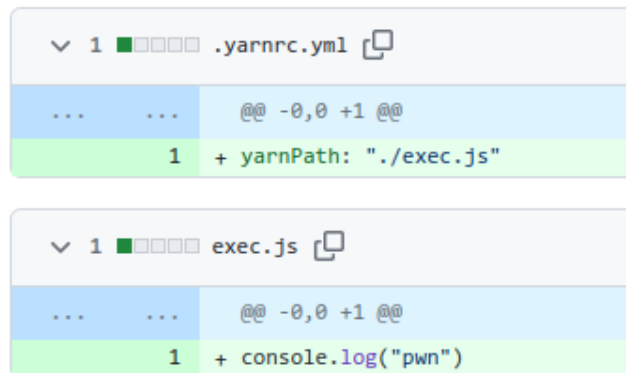 1 .yarnrc.yml
... ... @@ -0,0 +1 @@
1 + yarnPath: "./exec.js"
1 exec.js
... ... @@ -0,0 +1 @@
1 + console.log("pwn")